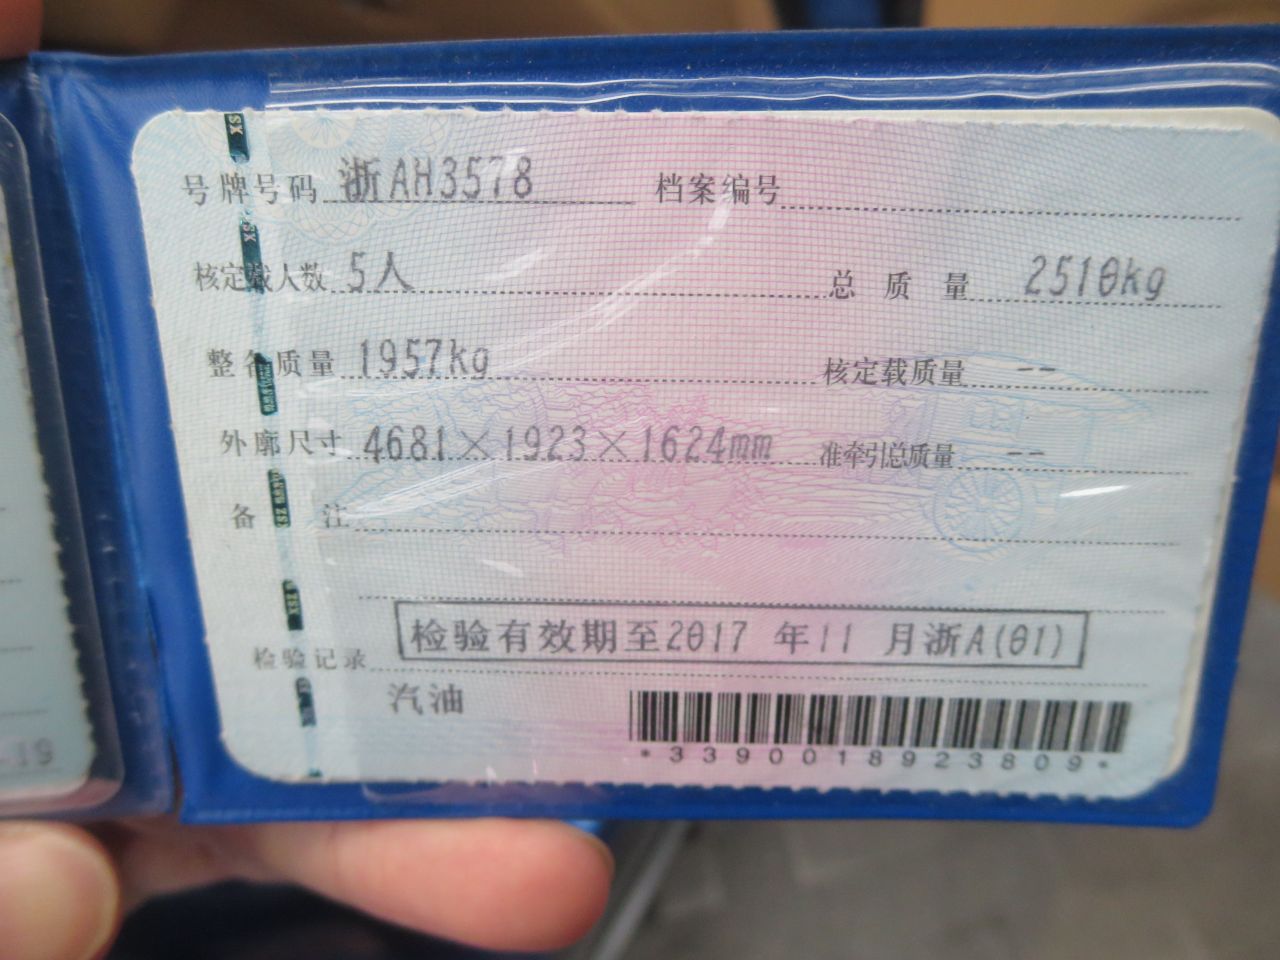 号牌号码 浙AH3578 档案编号
核定载人数 5人 总质量 2510kg
整备质量 1957kg 核定载质量 --
外廓尺寸 4681×1923×1624mm 准牵引总质量 --
备注
检验记录 检验有效期至2017 年11 月浙A(01)
汽油
*3390018923809*